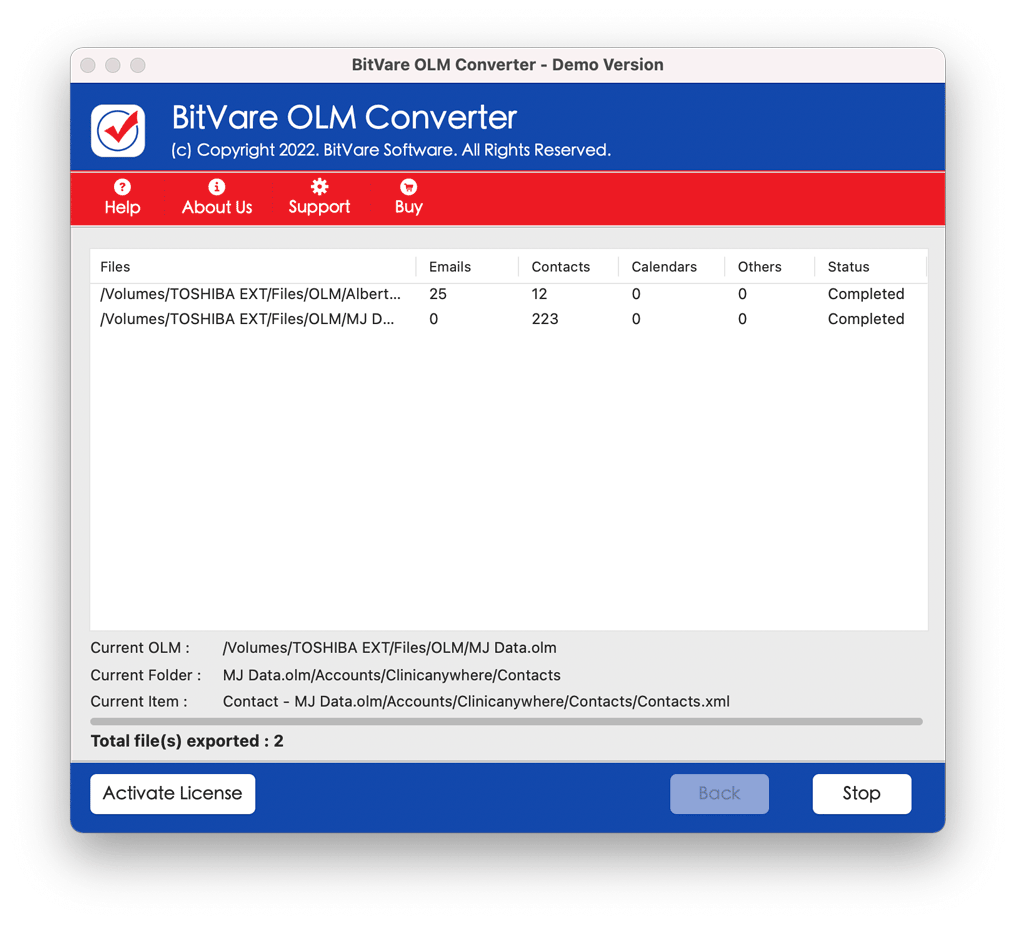 BitVare OLM Converter - Demo Version
BitVare OLM Converter
(c) Copyright 2022. BitVare Software. All Rights Reserved.
Help About Us Support Buy
Files Emails Contacts Calendars Others Status
/Volumes/TOSHIBA EXT/Files/OLM/Albert... 25 12 0 0 Completed
/Volumes/TOSHIBA EXT/Files/OLM/MJ D... 0 223 0 0 Completed
Current OLM : /Volumes/TOSHIBA EXT/Files/OLM/MJ Data.olm
Current Folder : MJ Data.olm/Accounts/Clinicanywhere/Contacts
Current Item : Contact - MJ Data.olm/Accounts/Clinicanywhere/Contacts/Contacts.xml
Total file(s) exported : 2
Activate License Back Stop